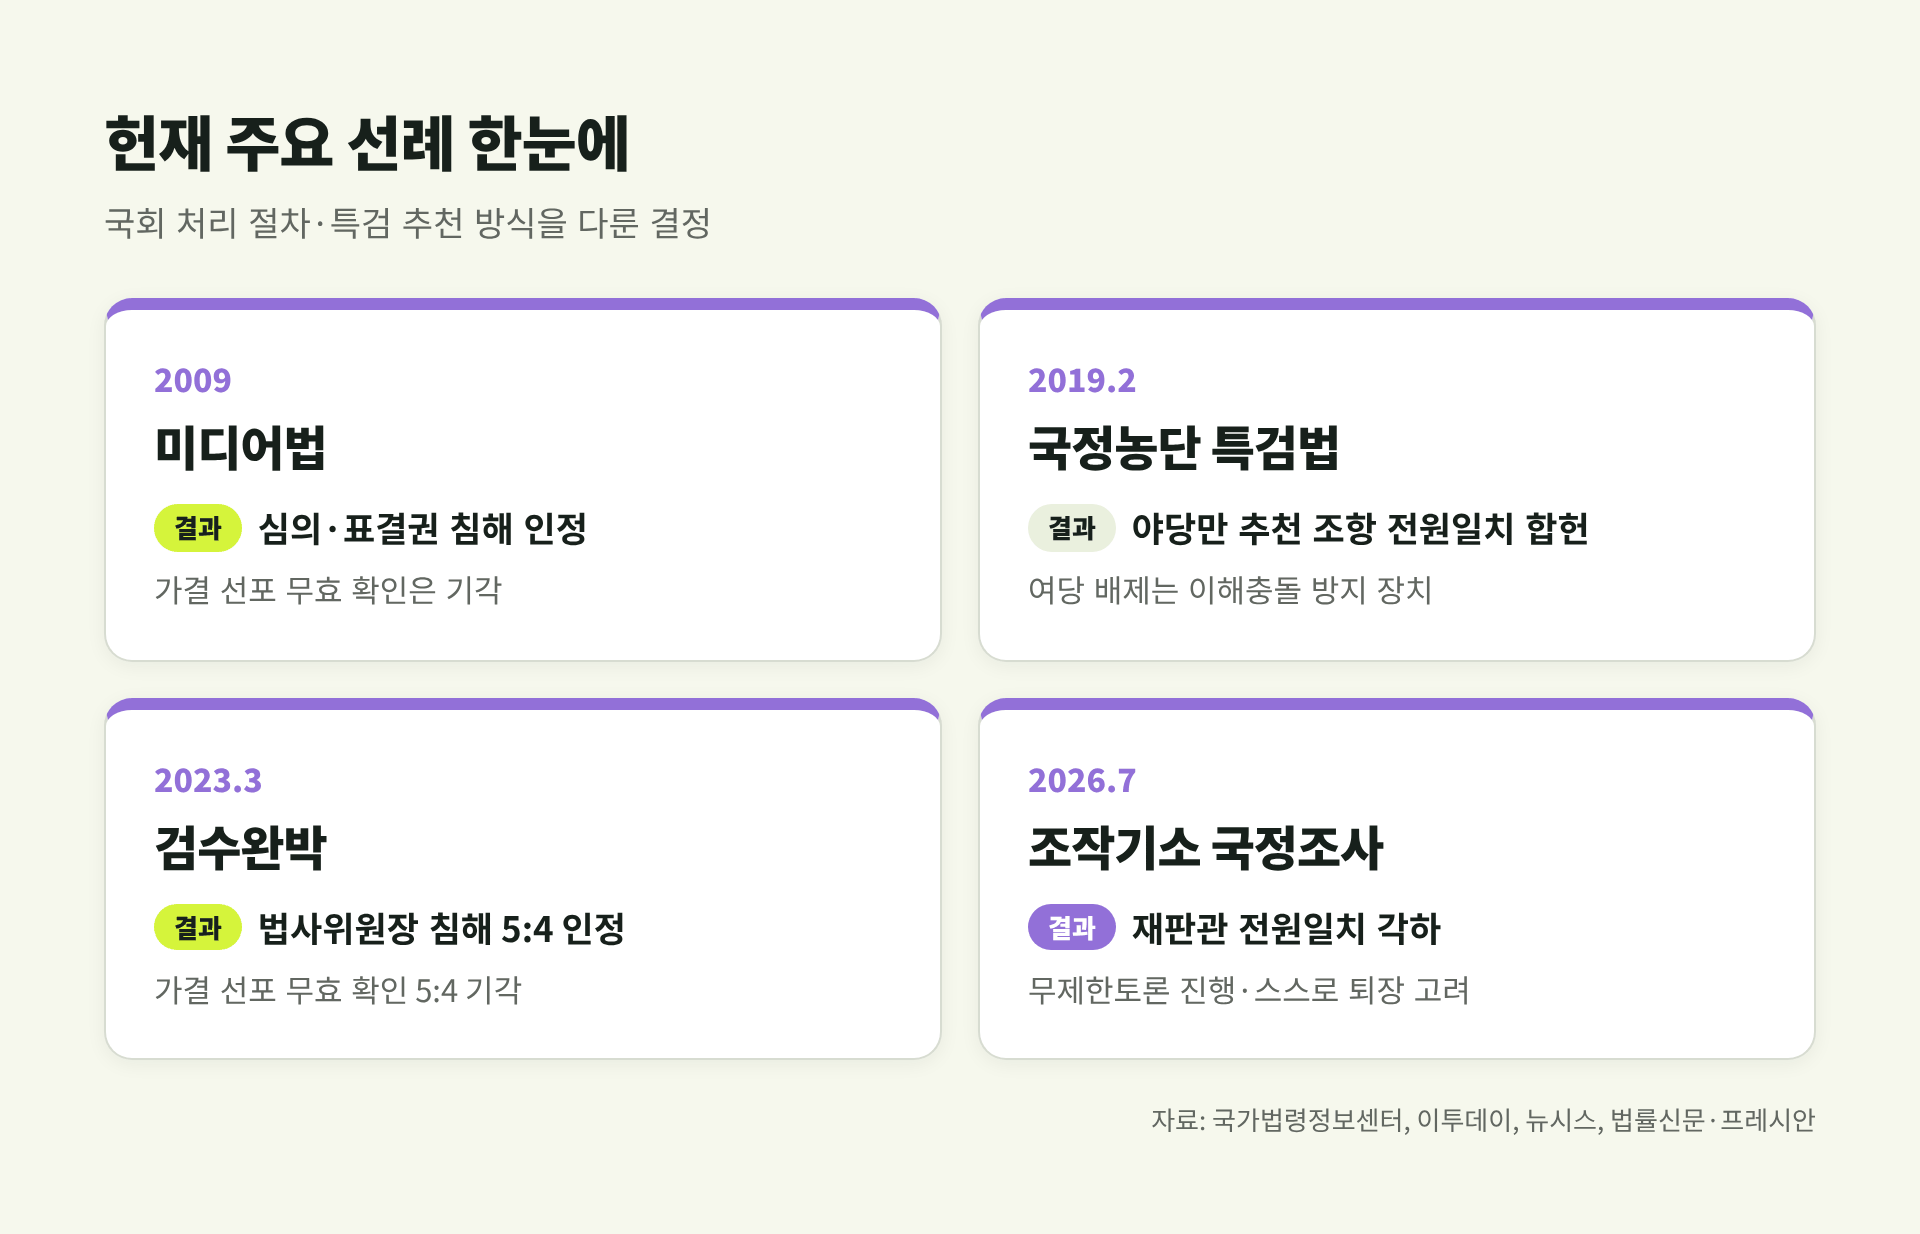 헌재 주요 선례 한눈에
국회 처리 절차·특검 추천 방식을 다룬 결정
2009
미디어법
결과 심의·표결권 침해 인정
가결 선포 무효 확인은 기각
2019.2
국정농단 특검법
결과 야당만 추천 조항 전원일치 합헌
여당 배제는 이해충돌 방지 장치
2023.3
검수완박
결과 법사위원장 침해 5:4 인정
가결 선포 무효 확인 5:4 기각
2026.7
조작기소 국정조사
결과 재판관 전원일치 각하
무제한토론 진행·스스로 퇴장 고려
자료: 국가법령정보센터, 이투데이, 뉴시스, 법률신문·프레시안